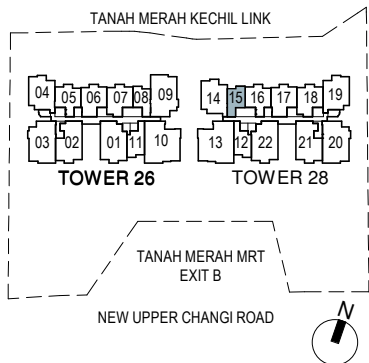 TANAH MERAH KECHIL LINK
04 05 06 07 08 09 14 15 16 17 18 19
03 02 01 11 10 13 12 22 21 20
TOWER 26 TOWER 28
TANAH MERAH MRT
EXIT B
NEW UPPER CHANGI ROAD
N